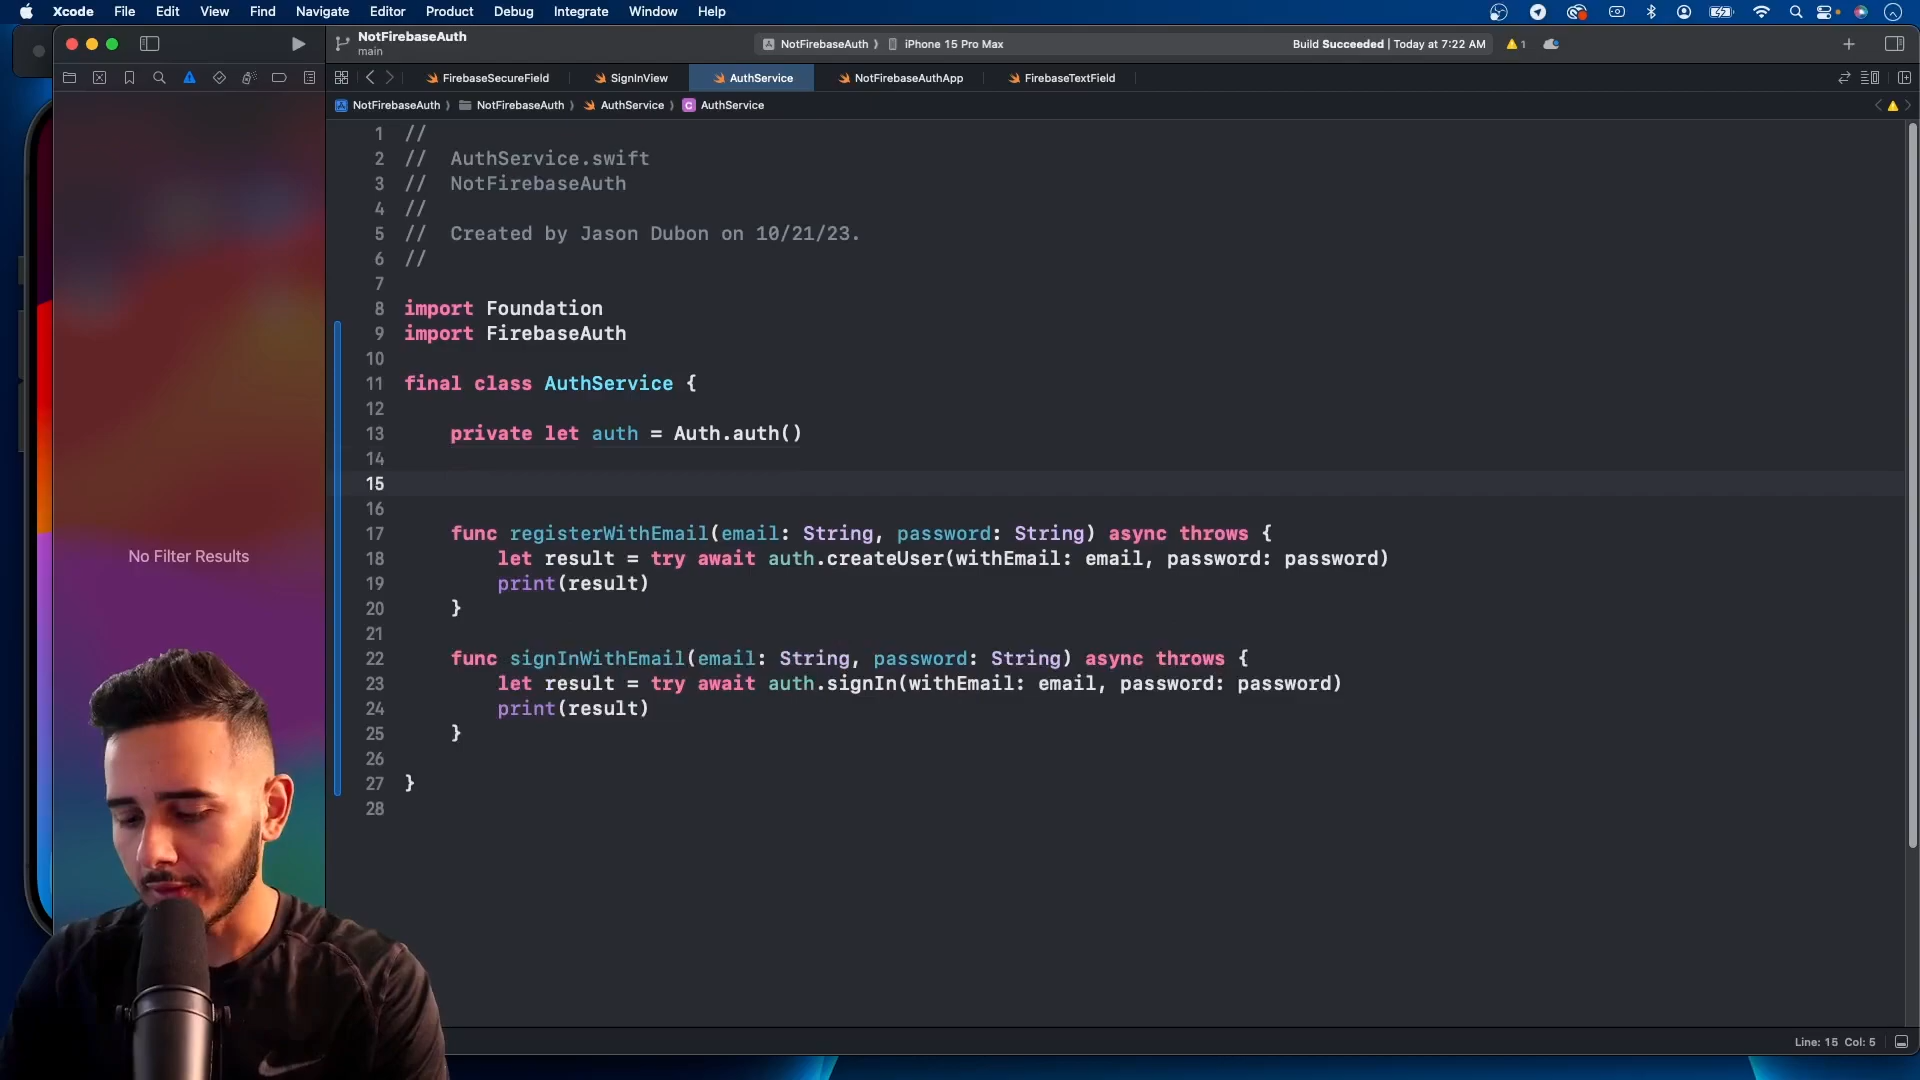 Xcode File Edit View Find Navigate Editor Product Debug Integrate Window Help
NotFirebaseAuth
main
NotFirebaseAuth iPhone 15 Pro Max Build Succeeded | Today at 7:22 AM 1
FirebaseSecureField SignInView AuthService NotFirebaseAuthApp FirebaseTextField
NotFirebaseAuth NotFirebaseAuth AuthService C AuthService
1 //
2 //  AuthService.swift
3 //  NotFirebaseAuth
4 //
5 //  Created by Jason Dubon on 10/21/23.
6 //
7
8 import Foundation
9 import FirebaseAuth
10
11 final class AuthService {
12
13     private let auth = Auth.auth()
14
15
16
17     func registerWithEmail(email: String, password: String) async throws {
18         let result = try await auth.createUser(withEmail: email, password: password)
19         print(result)
20     }
21
22     func signInWithEmail(email: String, password: String) async throws {
23         let result = try await auth.signIn(withEmail: email, password: password)
24         print(result)
25     }
26
27 }
28
No Filter Results
Line: 15 Col: 5